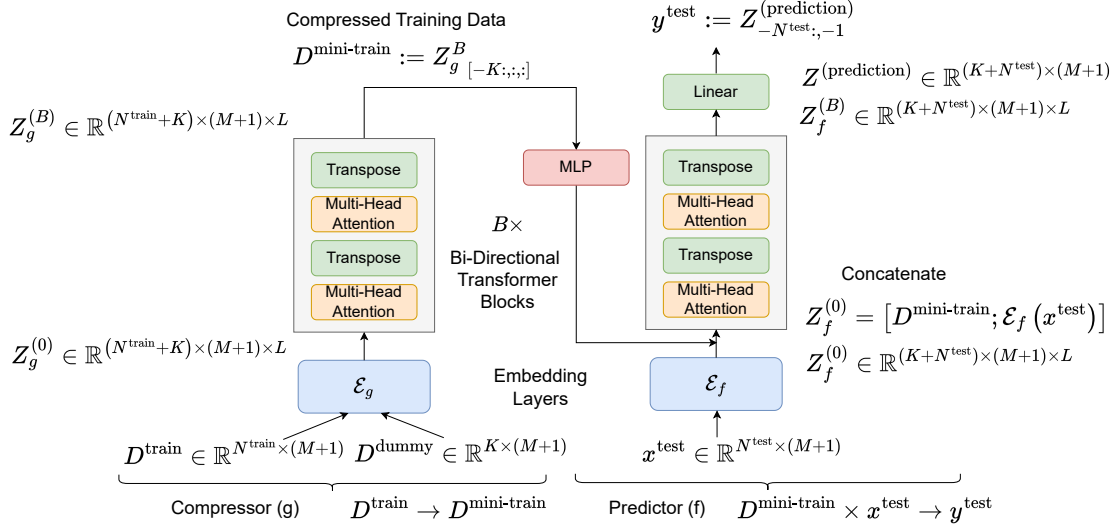 Compressed Training Data
D^{mini-train} := Z_g^B_{[-K:,:,:]}
y^{test} := Z^{(prediction)}_{-N^{test}:,-1}
Z^{(prediction)} ∈ ℝ^{(K+N^{test})×(M+1)}
Linear
Z_g^{(B)} ∈ ℝ^{(N^{train}+K)×(M+1)×L}
Z_f^{(B)} ∈ ℝ^{(K+N^{test})×(M+1)×L}
Transpose
MLP
Transpose
Multi-Head
Attention
Multi-Head
Attention
B×
Bi-Directional
Transformer
Blocks
Transpose
Transpose
Multi-Head
Attention
Multi-Head
Attention
Concatenate
Z_f^{(0)} = [D^{mini-train}; ℰ_f (x^{test})]
Z_g^{(0)} ∈ ℝ^{(N^{train}+K)×(M+1)×L}
Z_f^{(0)} ∈ ℝ^{(K+N^{test})×(M+1)×L}
ℰ_g
Embedding
Layers
ℰ_f
D^{train} ∈ ℝ^{N^{train}×(M+1)}
D^{dummy} ∈ ℝ^{K×(M+1)}
x^{test} ∈ ℝ^{N^{test}×(M+1)}
Compressor (g)
D^{train} → D^{mini-train}
Predictor (f)
D^{mini-train} × x^{test} → y^{test}